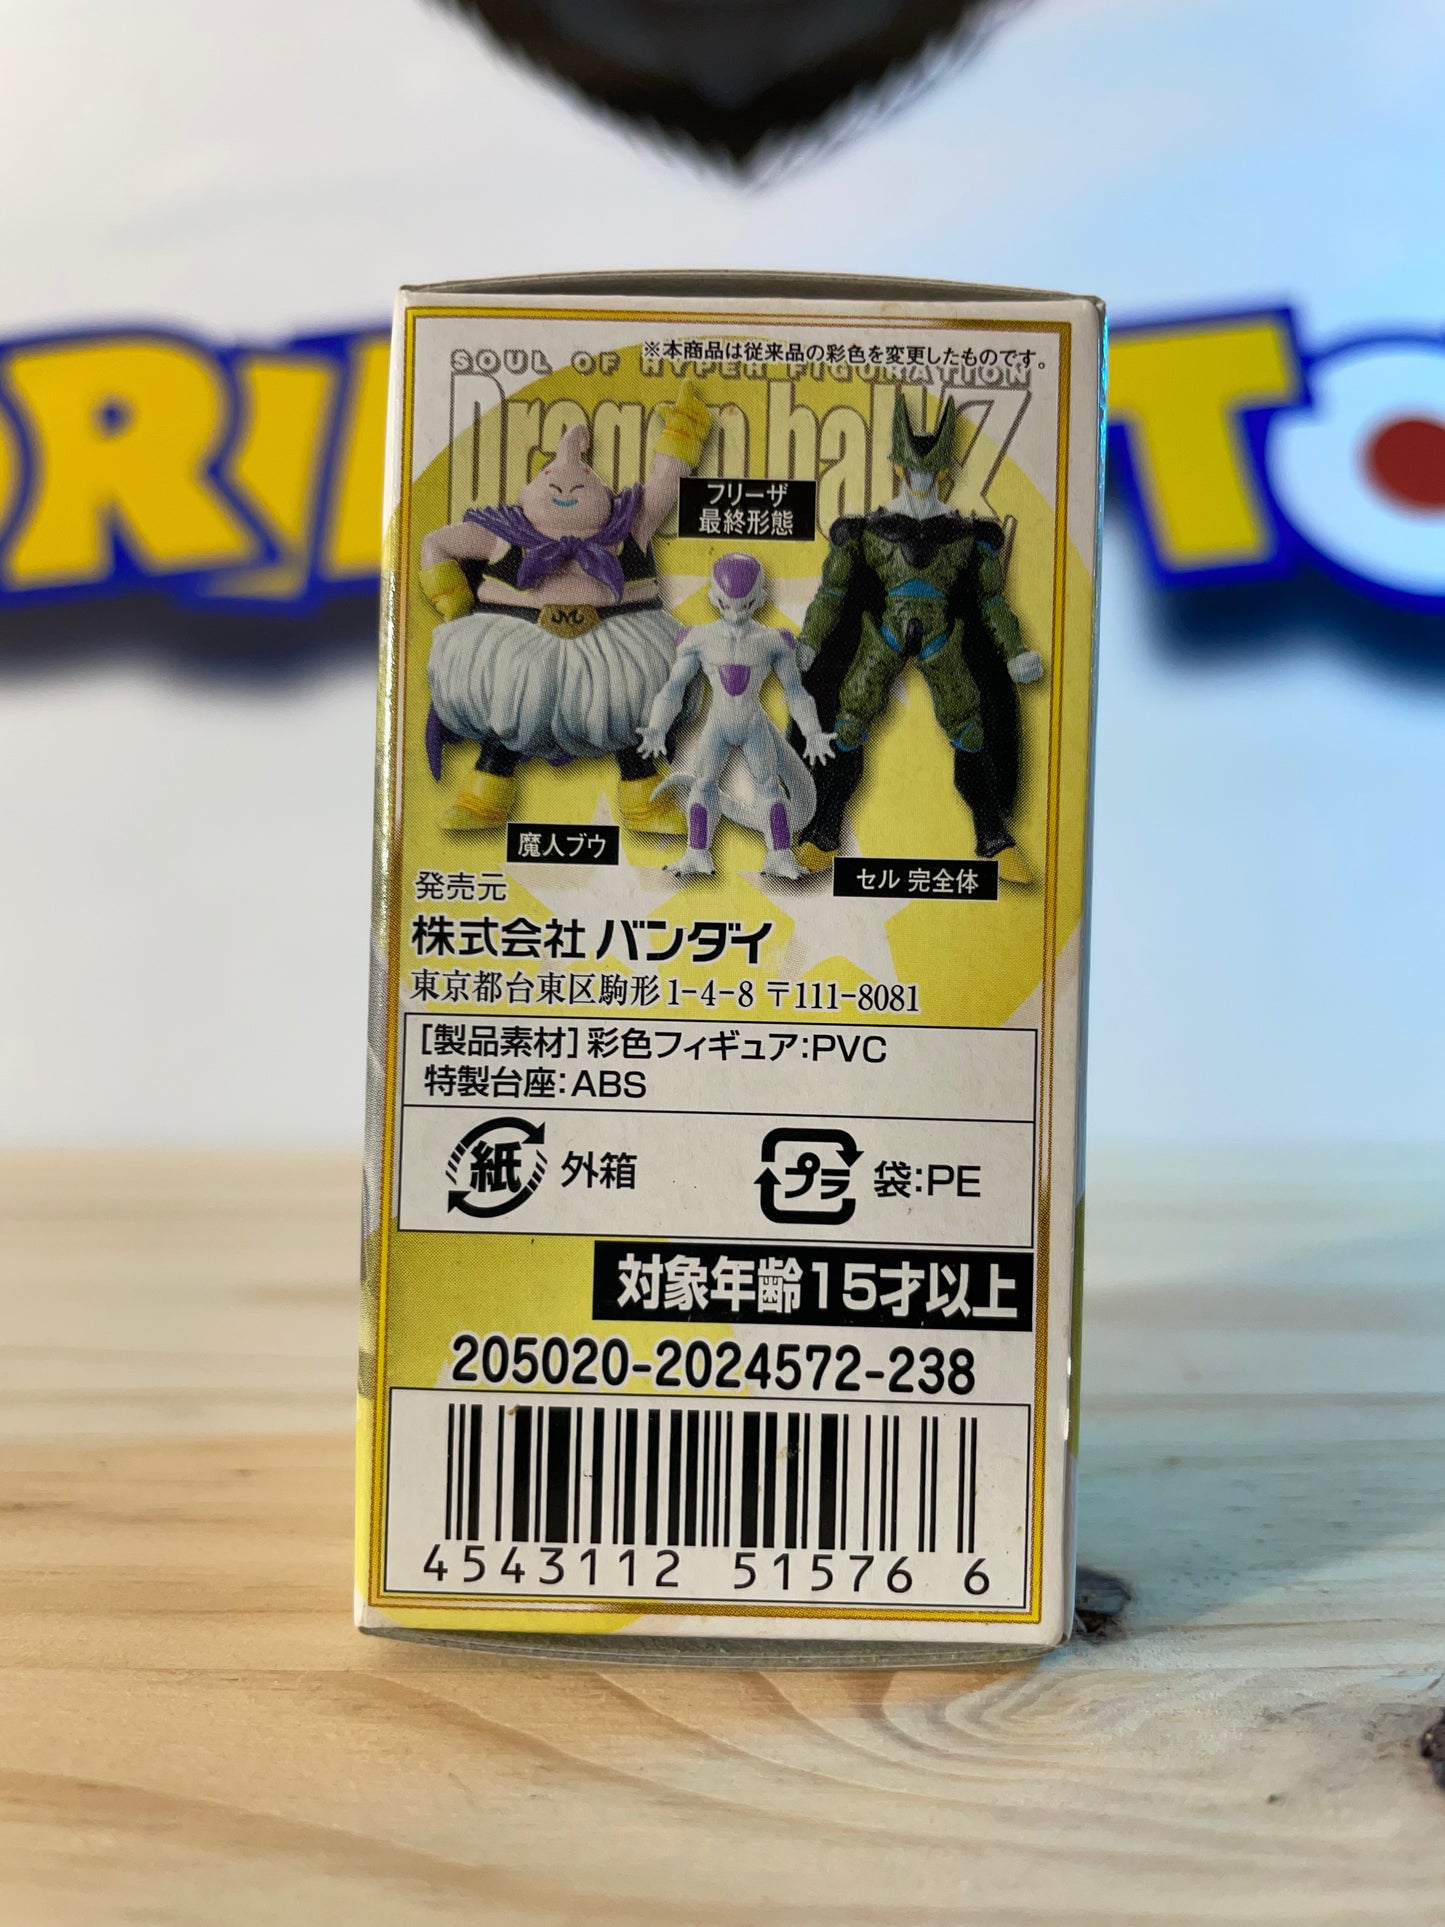 ※本商品は従来品の彩色を変更したものです。
SOUL OF HYPER FIGURATION
Dragon ball Z
フリーザ
最終形態
魔人ブウ
セル 完全体
発売元
株式会社 バンダイ
東京都台東区駒形1-4-8 〒111-8081
[製品素材] 彩色フィギュア:PVC
特製台座:ABS
紙 外箱
プラ 袋:PE
対象年齢15才以上
205020-2024572-238
4543112 51576 6